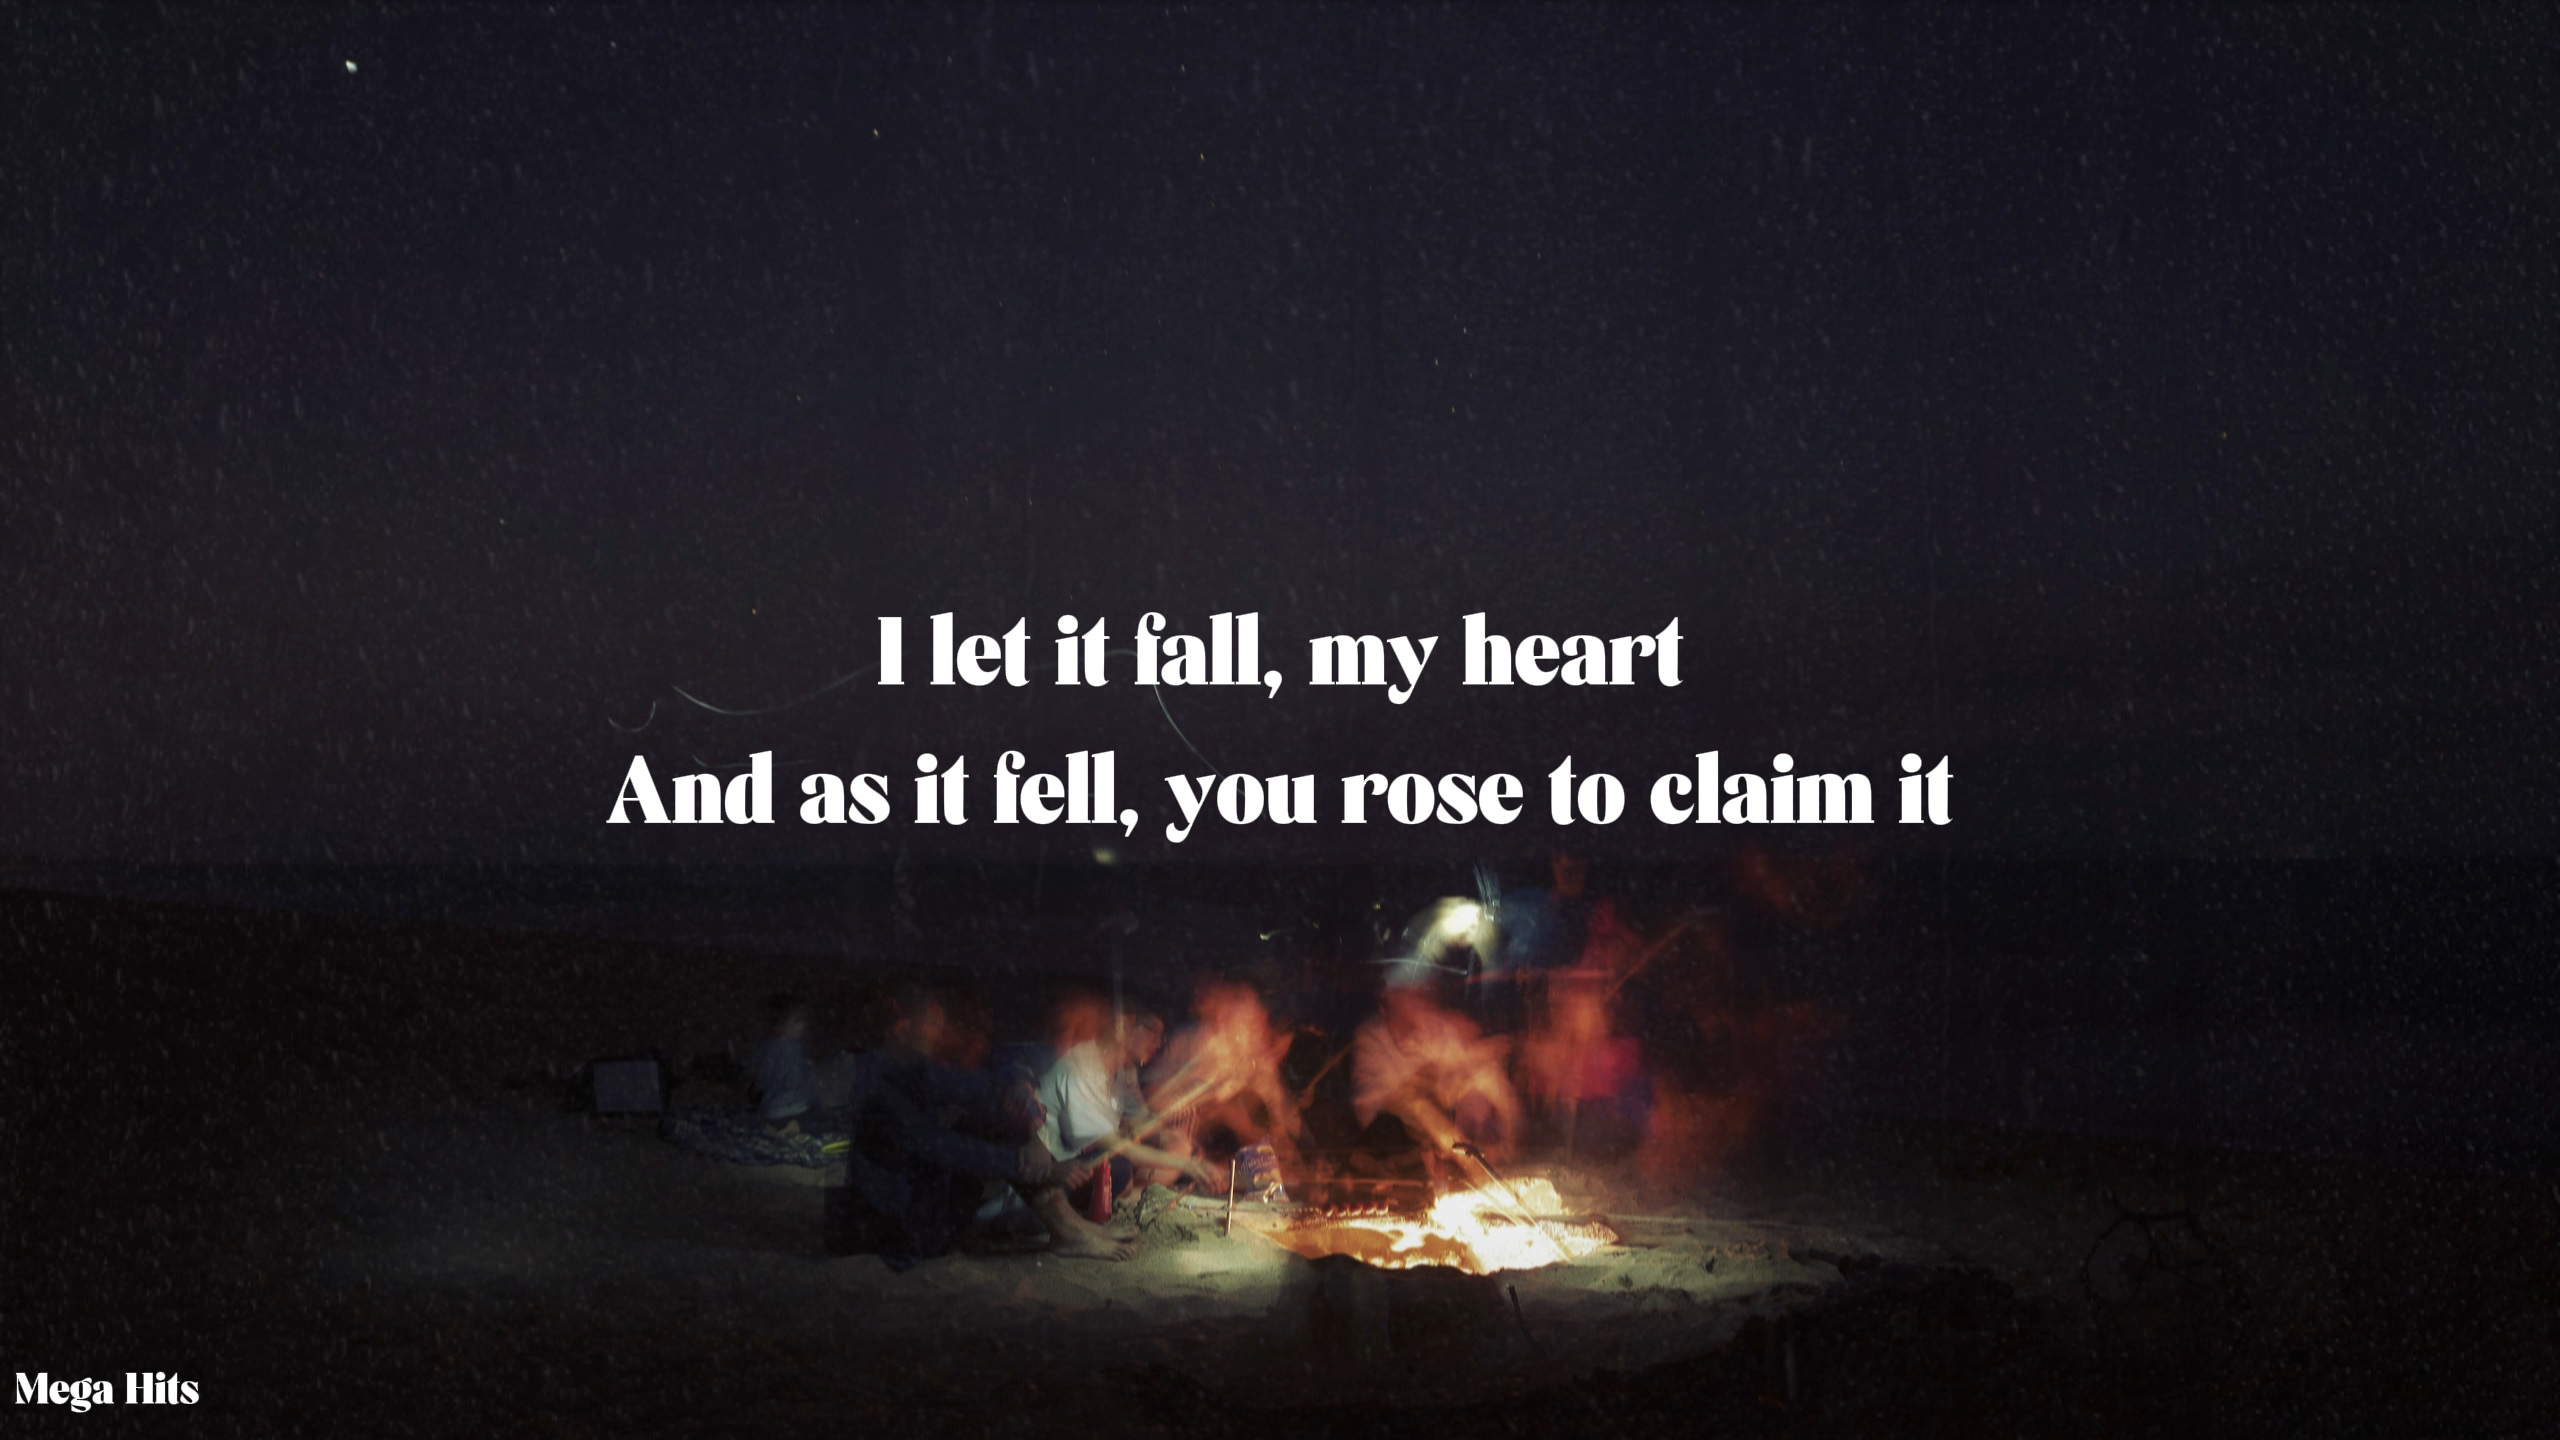 I let it fall, my heart
And as it fell, you rose to claim it
Mega Hits